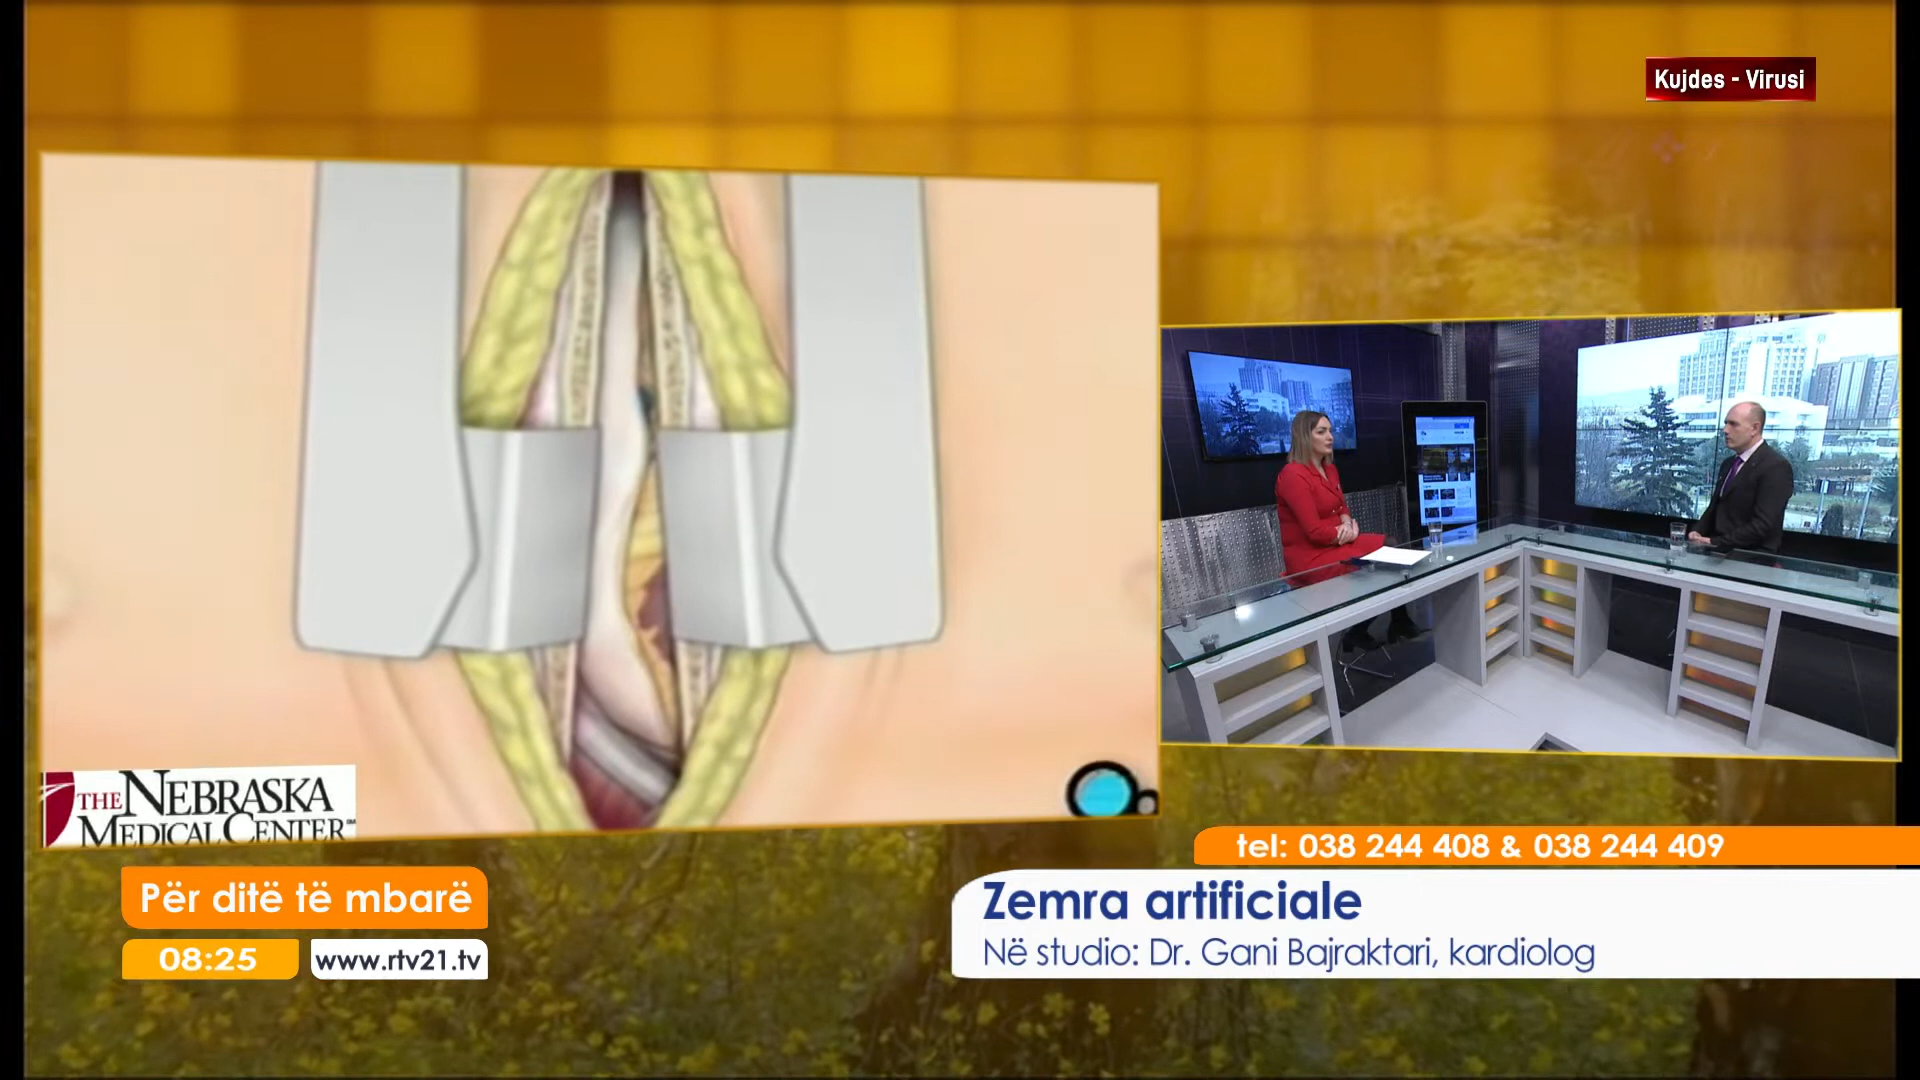 Kujdes - Virusi
THE NEBRASKA
MEDICAL CENTER
tel: 038 244 408 & 038 244 409
Për ditë të mbarë
08:25
www.rtv21.tv
Zemra artificiale
Në studio: Dr. Gani Bajraktari, kardiolog